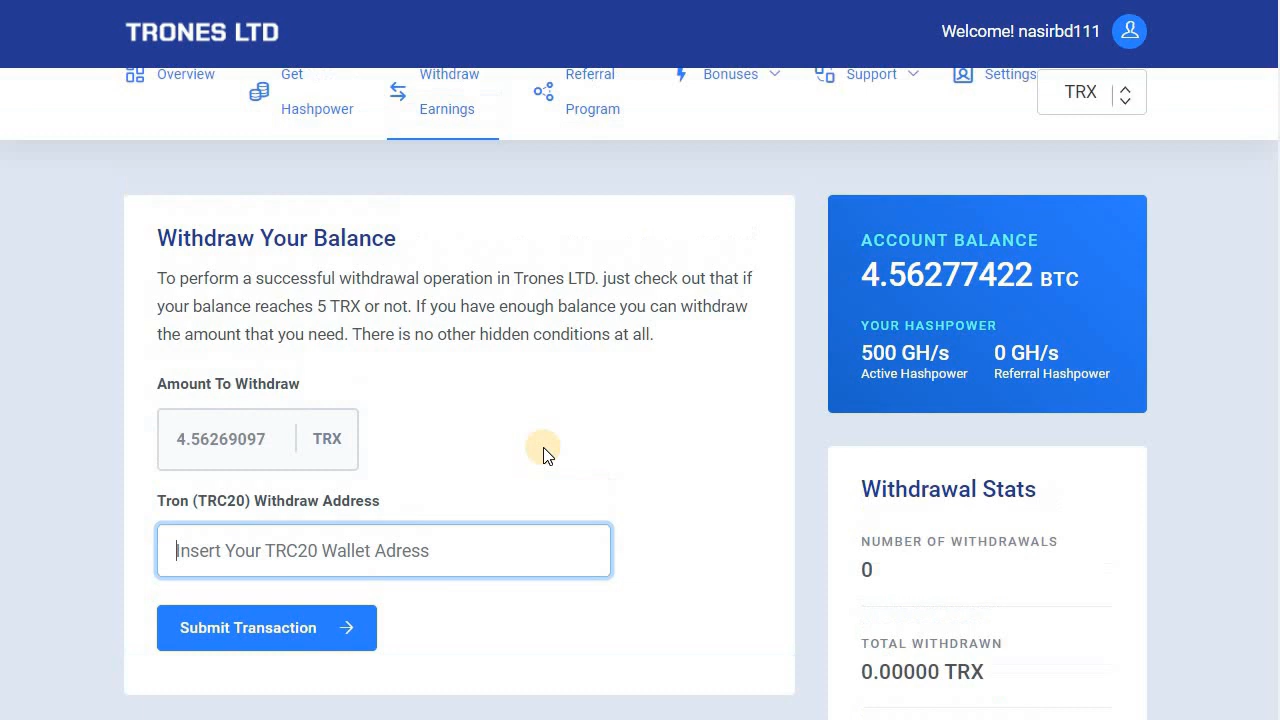 TRONES LTD
Welcome! nasirbd111
Overview
Get
Hashpower
Withdraw
Earnings
Referral
Program
Bonuses
Support
Settings
TRX
Withdraw Your Balance
To perform a successful withdrawal operation in Trones LTD. just check out that if
your balance reaches 5 TRX or not. If you have enough balance you can withdraw
the amount that you need. There is no other hidden conditions at all.
Amount To Withdraw
4.56269097 TRX
Tron (TRC20) Withdraw Address
Insert Your TRC20 Wallet Adress
Submit Transaction
ACCOUNT BALANCE
4.56277422 BTC
YOUR HASHPOWER
500 GH/s 0 GH/s
Active Hashpower Referral Hashpower
Withdrawal Stats
NUMBER OF WITHDRAWALS
0
TOTAL WITHDRAWN
0.00000 TRX